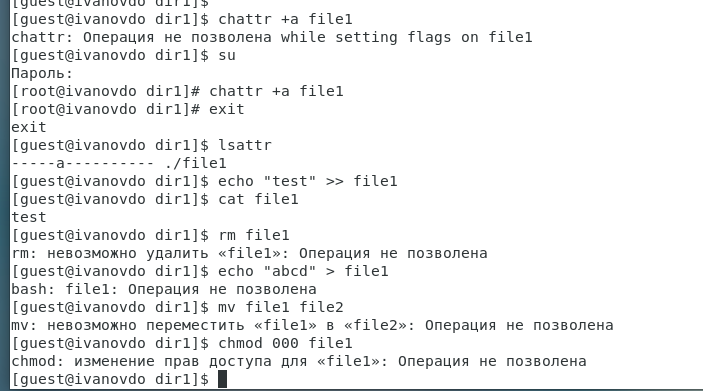 [guest@ivanovdo dir1]$
[guest@ivanovdo dir1]$ chattr +a file1
chattr: Операция не позволена while setting flags on file1
[guest@ivanovdo dir1]$ su
Пароль:
[root@ivanovdo dir1]# chattr +a file1
[root@ivanovdo dir1]# exit
exit
[guest@ivanovdo dir1]$ lsattr
-----a---------- ./file1
[guest@ivanovdo dir1]$ echo "test" >> file1
[guest@ivanovdo dir1]$ cat file1
test
[guest@ivanovdo dir1]$ rm file1
rm: невозможно удалить «file1»: Операция не позволена
[guest@ivanovdo dir1]$ echo "abcd" > file1
bash: file1: Операция не позволена
[guest@ivanovdo dir1]$ mv file1 file2
mv: невозможно переместить «file1» в «file2»: Операция не позволена
[guest@ivanovdo dir1]$ chmod 000 file1
chmod: изменение прав доступа для «file1»: Операция не позволена
[guest@ivanovdo dir1]$